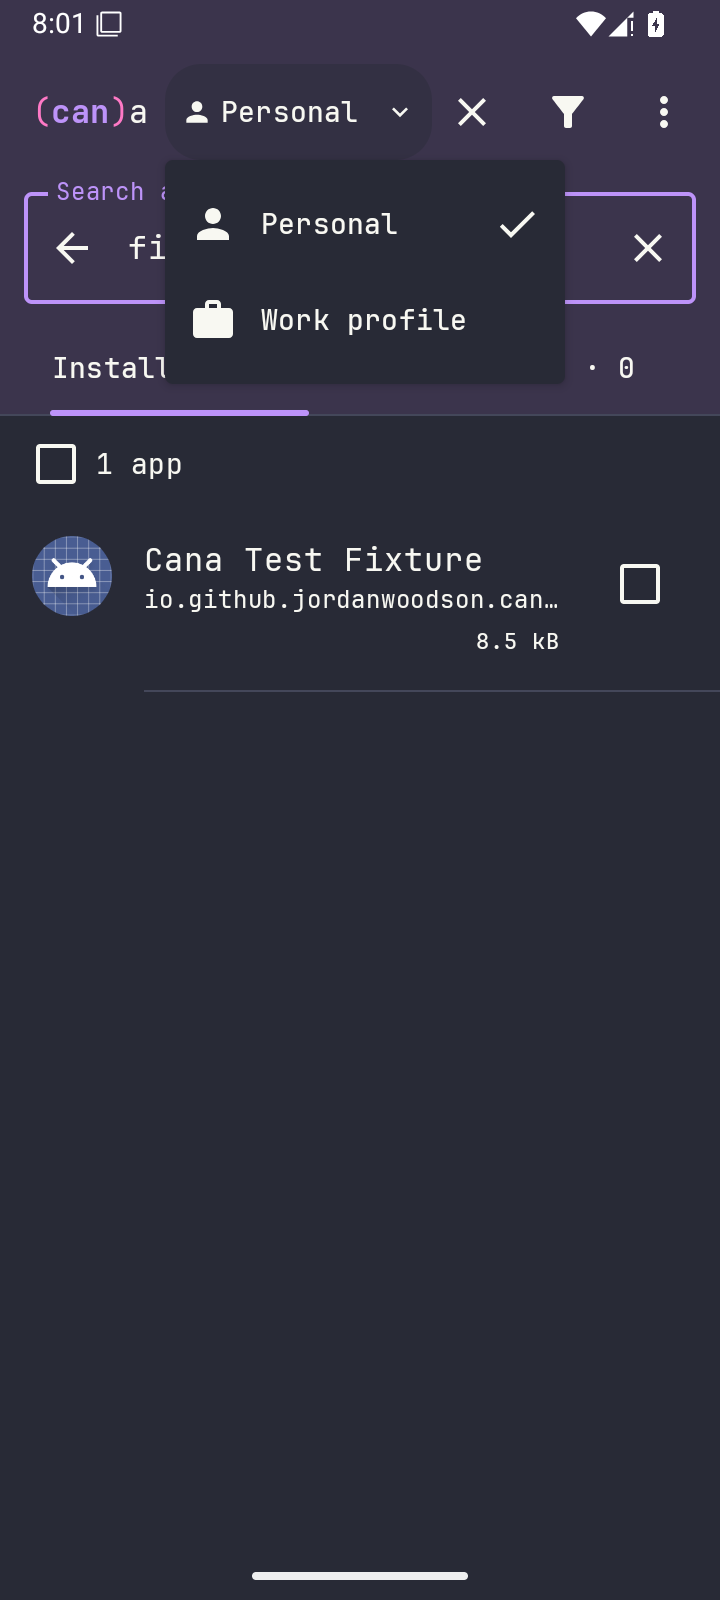 8:01
(can)a
Personal
Search
fi
Personal
Work profile
Install
· 0
1 app
Cana Test Fixture
io.github.jordanwoodson.can…
8.5 kB